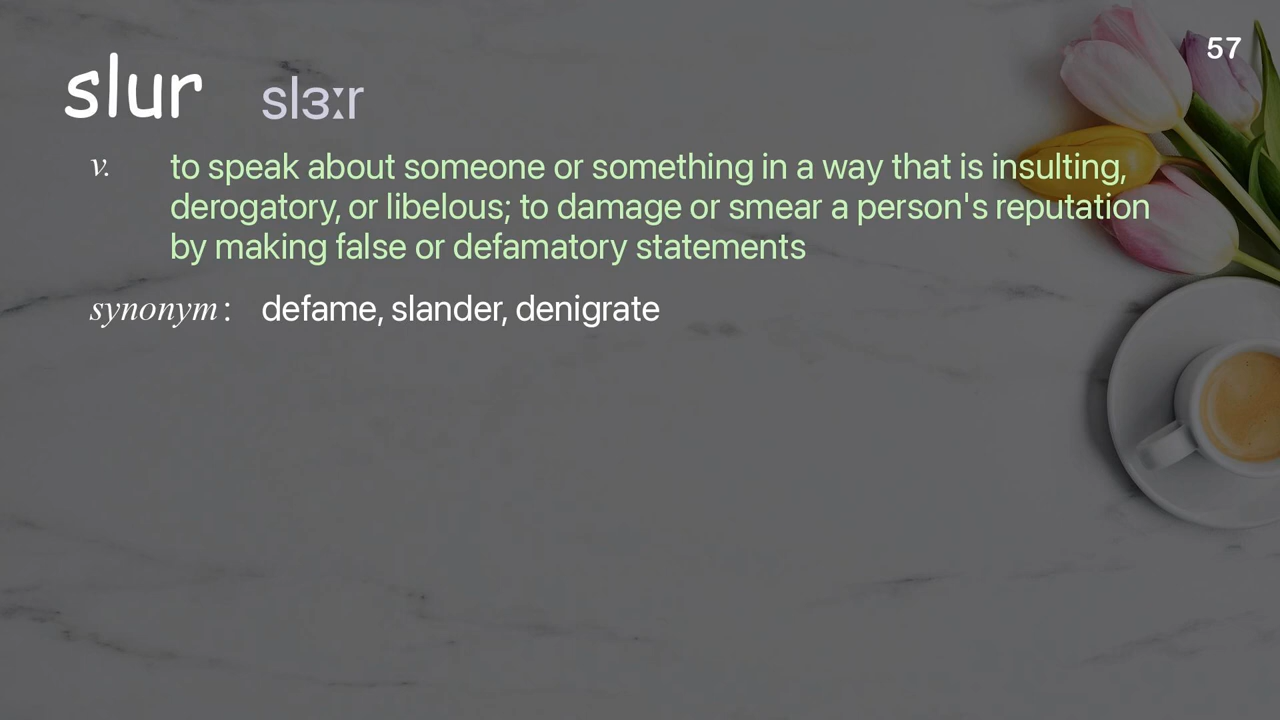 57
slur slɜːr
v. to speak about someone or something in a way that is insulting,
derogatory, or libelous; to damage or smear a person's reputation
by making false or defamatory statements
synonym: defame, slander, denigrate